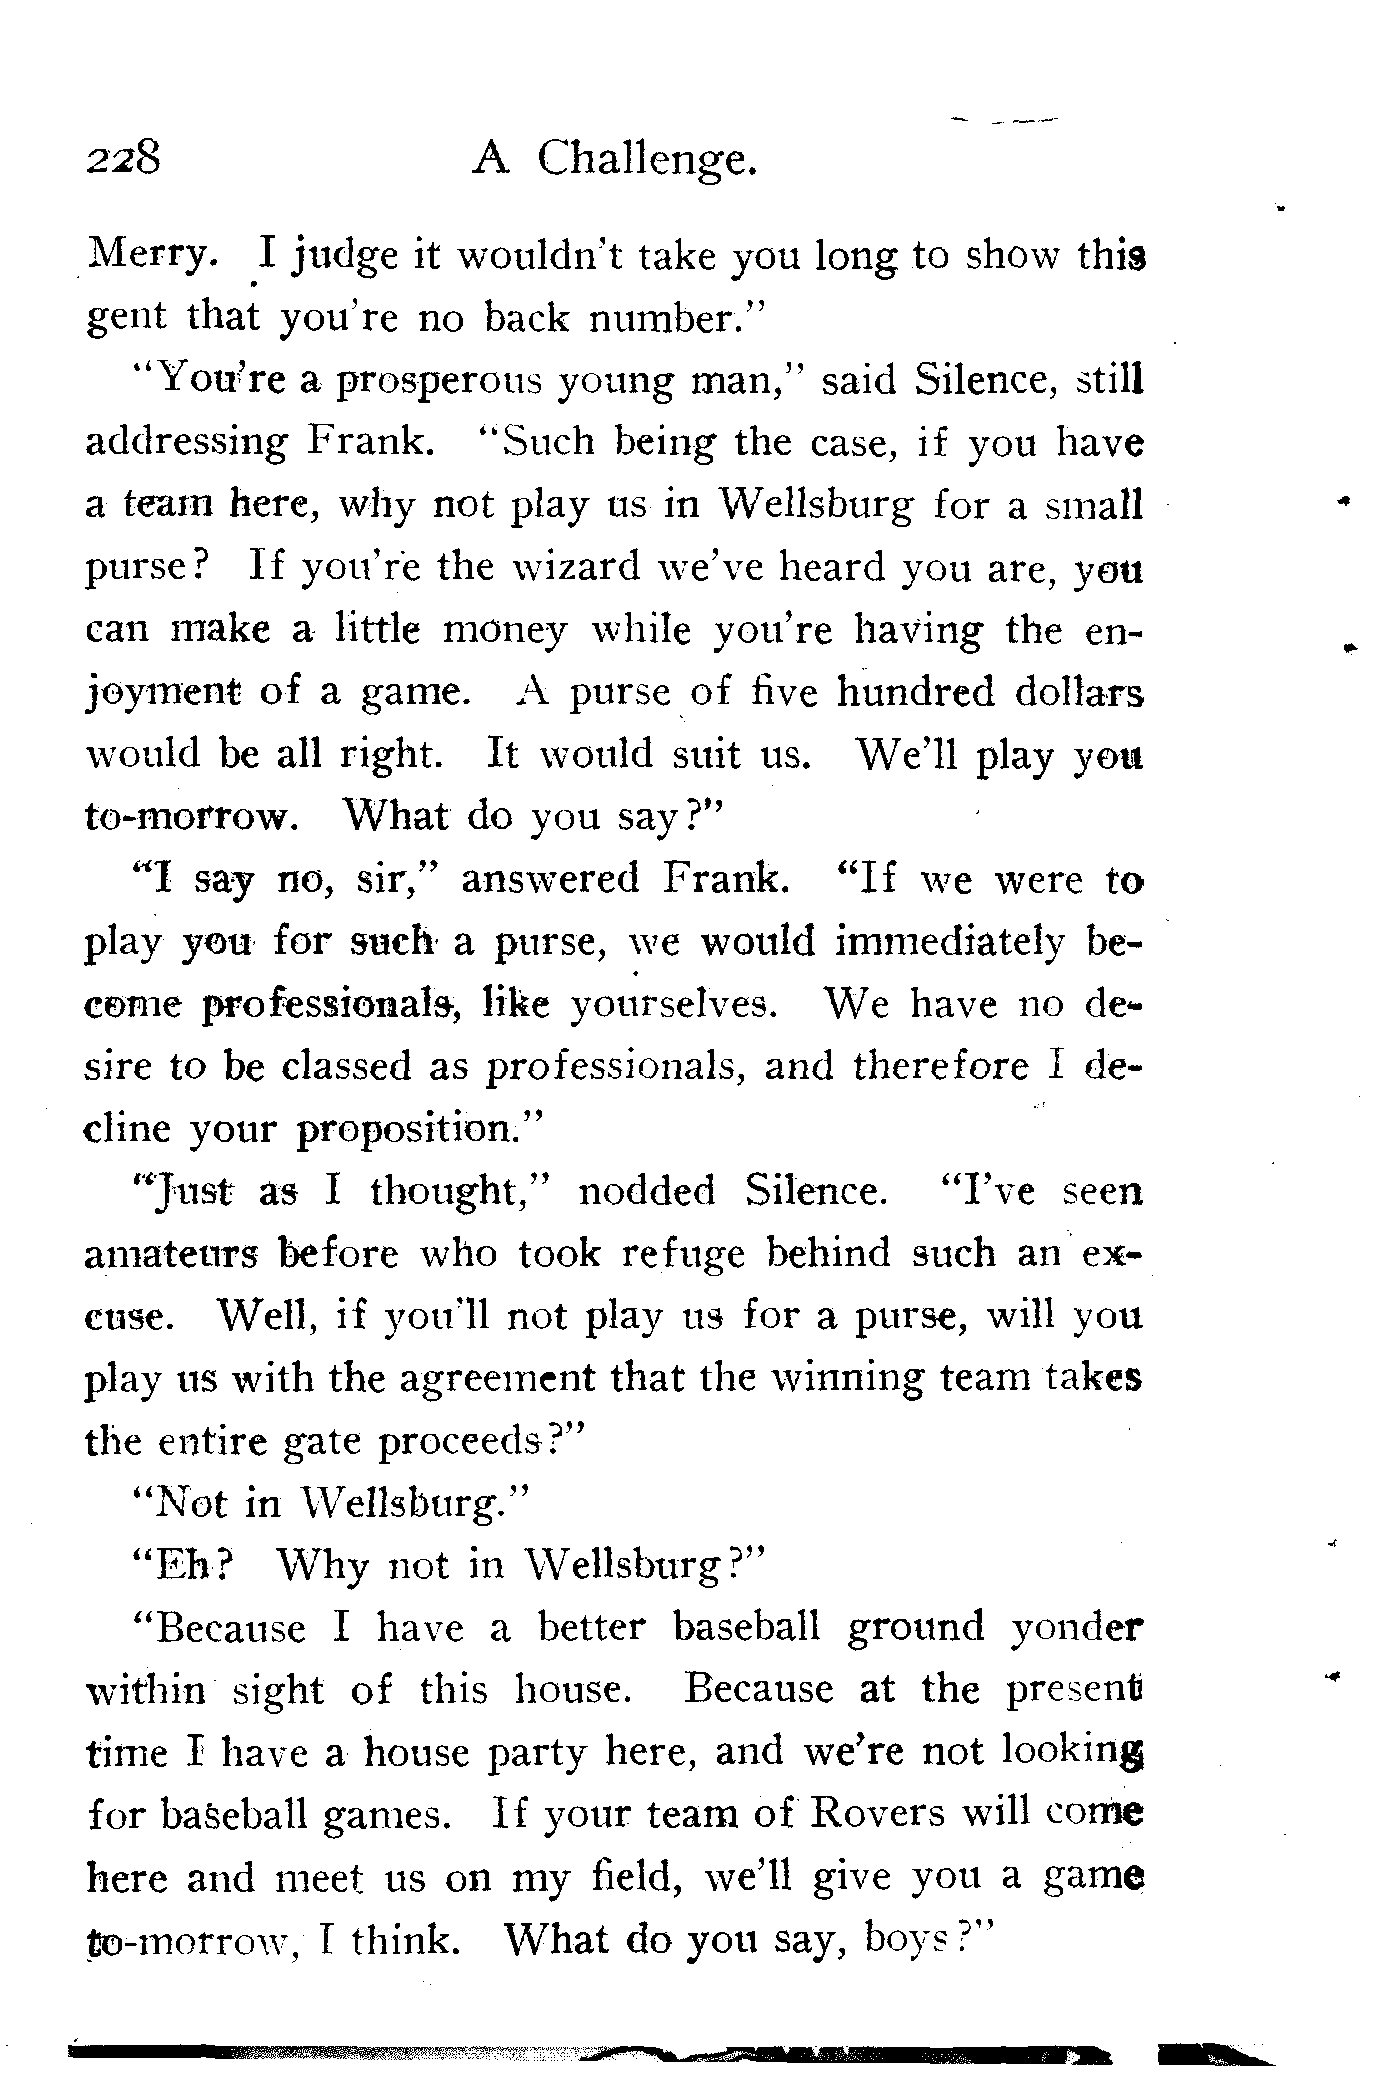 228 A Challenge.
Merry. I judge it wouldn't take you long to show this
gent that you're no back number."
"You're a prosperous young man," said Silence, still
addressing Frank. "Such being the case, if you have
a team here, why not play us in Wellsburg for a small
purse? If you're the wizard we've heard you are, you
can make a little money while you're having the en-
joyment of a game. A purse of five hundred dollars
would be all right. It would suit us. We'll play you
to-morrow. What do you say?"
"I say no, sir," answered Frank. "If we were to
play you for such a purse, we would immediately be-
come professionals, like yourselves. We have no de-
sire to be classed as professionals, and therefore I de-
cline your proposition."
"Just as I thought," nodded Silence. "I've seen
amateurs before who took refuge behind such an ex-
cuse. Well, if you'll not play us for a purse, will you
play us with the agreement that the winning team takes
the entire gate proceeds?"
"Not in Wellsburg."
"Eh? Why not in Wellsburg?"
"Because I have a better baseball ground yonder
within sight of this house. Because at the present
time I have a house party here, and we're not looking
for baseball games. If your team of Rovers will come
here and meet us on my field, we'll give you a game
to-morrow, I think. What do you say, boys?"